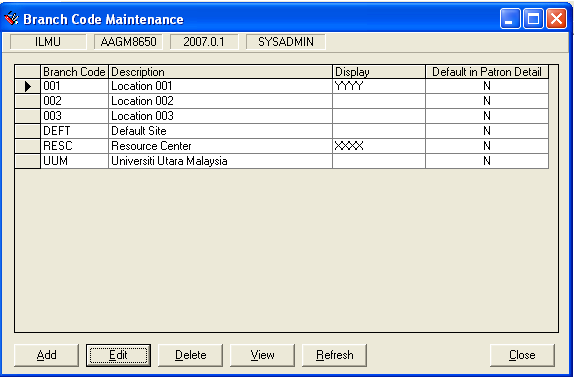 Branch Code Maintenance
ILMU AAGM8650 2007.0.1 SYSADMIN
Branch Code Description Display Default in Patron Detail
001 Location 001 YYYY N
002 Location 002 N
003 Location 003 N
DEFT Default Site N
RESC Resource Center XXXX N
UUM Universiti Utara Malaysia N
Add Edit Delete View Refresh Close